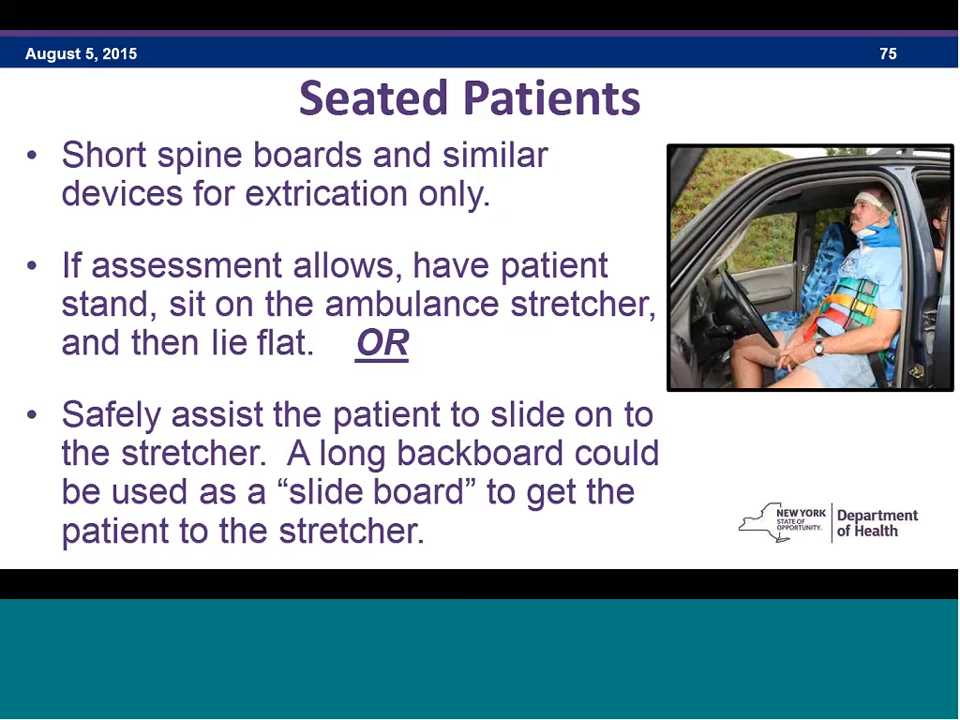 August 5, 2015 75
Seated Patients
• Short spine boards and similar
devices for extrication only.
• If assessment allows, have patient
stand, sit on the ambulance stretcher,
and then lie flat. OR
• Safely assist the patient to slide on to
the stretcher. A long backboard could
be used as a “slide board” to get the
patient to the stretcher.
NEW YORK
STATE OF
OPPORTUNITY.
Department
of Health